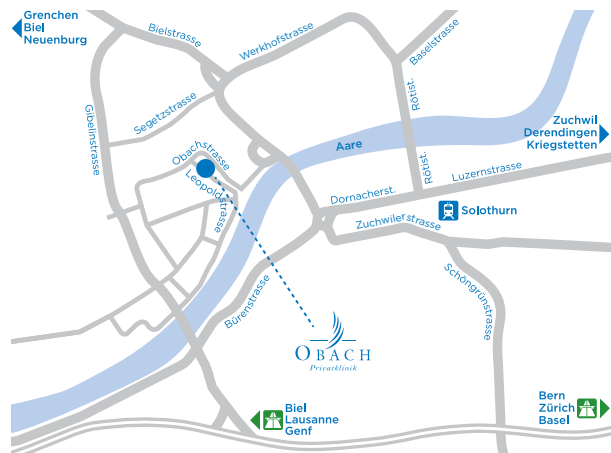 Grenchen
Biel
Neuenburg
Bielstrasse
Werkhofstrasse
Baselstrasse
Gibelinstrasse
Segetzstrasse
Rötist.
Aare
Zuchwil
Derendingen
Kriegstetten
Obachstrasse
Leopoldstrasse
Rötist.
Luzernstrasse
Dornacherst.
Solothurn
Zuchwilerstrasse
Schöngrünstrasse
Bürenstrasse
OBACH
Privatklinik
Biel
Lausanne
Genf
Bern
Zürich
Basel